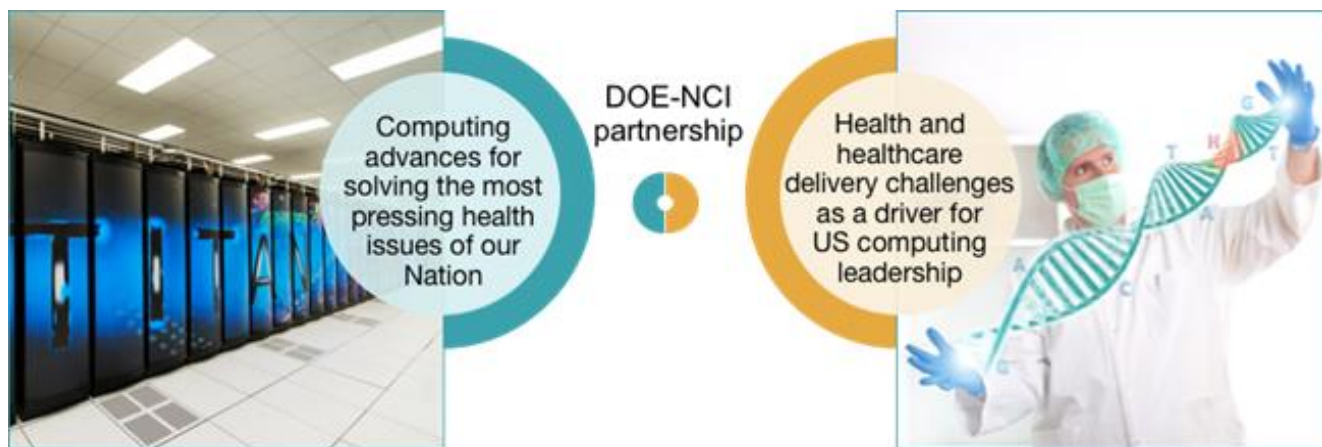 TITAN
Computing
advances for
solving the most
pressing health
issues of our
Nation
DOE-NCI
partnership
Health and
healthcare
delivery challenges
as a driver for
US computing
leadership
G
T
H
T
A
A
C
G